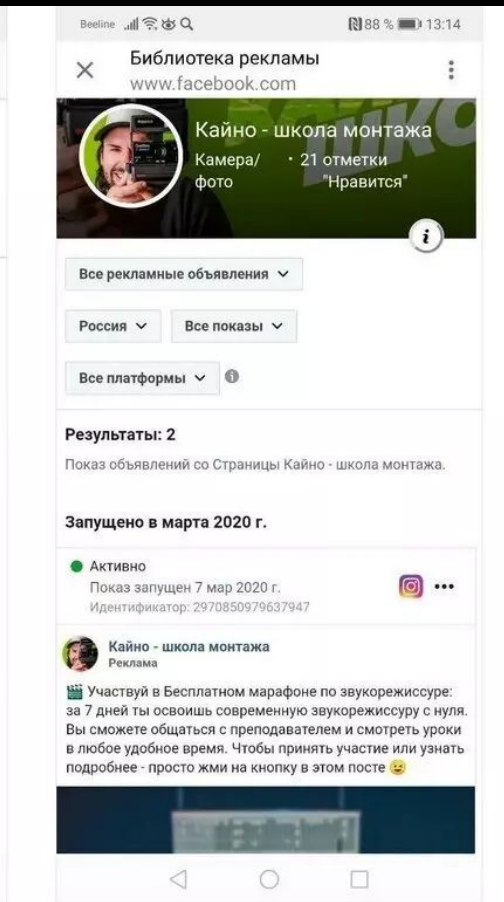 Beeline 88 % 13:14
Библиотека рекламы
www.facebook.com
Кайно - школа монтажа
Камера/ · 21 отметки
фото "Нравится"
Все рекламные объявления
Россия Все показы
Все платформы
Результаты: 2
Показ объявлений со Страницы Кайно - школа монтажа.
Запущено в марта 2020 г.
Активно
Показ запущен 7 мар 2020 г.
Идентификатор: 2970850979637947
Кайно - школа монтажа
Реклама
🎬 Участвуй в Бесплатном марафоне по звукорежиссуре:
за 7 дней ты освоишь современную звукорежиссуру с нуля.
Вы сможете общаться с преподавателем и смотреть уроки
в любое удобное время. Чтобы принять участие или узнать
подробнее - просто жми на кнопку в этом посте 😉